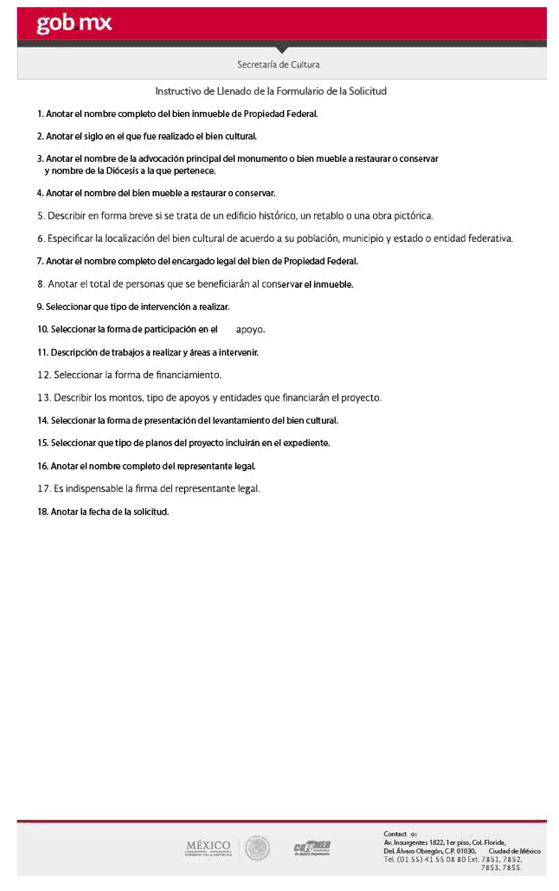 gob mx
Secretaría de Cultura
Instructivo de Llenado de la Formulario de la Solicitud
1. Anotar el nombre completo del bien inmueble de Propiedad Federal.
2. Anotar el siglo en el que fue realizado el bien cultural.
3. Anotar el nombre de la advocación principal del monumento o bien mueble a restaurar o conservar
y nombre de la Diócesis a la que pertenece.
4. Anotar el nombre del bien mueble a restaurar o conservar.
5. Describir en forma breve si se trata de un edificio histórico, un retablo o una obra pictórica.
6. Especificar la localización del bien cultural de acuerdo a su población, municipio y estado o entidad federativa.
7. Anotar el nombre completo del encargado legal del bien de Propiedad Federal.
8. Anotar el total de personas que se beneficiarán al conservar el inmueble.
9. Seleccionar que tipo de intervención a realizar.
10. Seleccionar la forma de participación en el apoyo.
11. Descripción de trabajos a realizar y áreas a intervenir.
12. Seleccionar la forma de financiamiento.
13. Describir los montos, tipo de apoyos y entidades que financiarán el proyecto.
14. Seleccionar la forma de presentación del levantamiento del bien cultural.
15. Seleccionar que tipo de planos del proyecto incluirán en el expediente.
16. Anotar el nombre completo del representante legal.
17. Es indispensable la firma del representante legal.
18. Anotar la fecha de la solicitud.
MÉXICO
Contact o:
Av. Insurgentes 1822, 1er piso, Col. Florida,
Del. Álvaro Obregón, C.P. 01030, Ciudad de México
Tel. (01 55) 41 55 08 80 Ext. 7851, 7852,
7853, 7855.